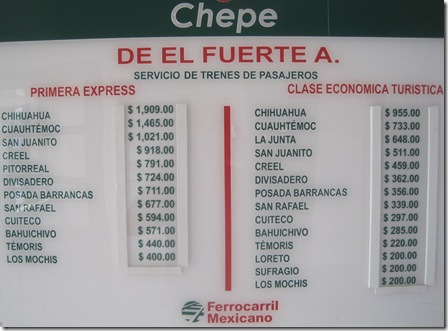 Chepe
DE EL FUERTE A.
SERVICIO DE TRENES DE PASAJEROS
PRIMERA EXPRESS
CHIHUAHUA $ 1,909.00
CUAUHTÉMOC $ 1,465.00
SAN JUANITO $ 1,021.00
CREEL $ 918.00
PITORREAL $ 791.00
DIVISADERO $ 724.00
POSADA BARRANCAS $ 711.00
SAN RAFAEL $ 677.00
CUITECO $ 594.00
BAHUICHIVO $ 571.00
TÉMORIS $ 440.00
LOS MOCHIS $ 400.00
CLASE ECONOMICA TURISTICA
CHIHUAHUA $ 955.00
CUAUHTÉMOC $ 733.00
LA JUNTA $ 648.00
SAN JUANITO $ 511.00
CREEL $ 459.00
DIVISADERO $ 362.00
POSADA BARRANCAS $ 356.00
SAN RAFAEL $ 339.00
CUITECO $ 297.00
BAHUICHIVO $ 285.00
TÉMORIS $ 220.00
LORETO $ 200.00
SUFRAGIO $ 200.00
LOS MOCHIS $ 200.00
Ferrocarril
Mexicano